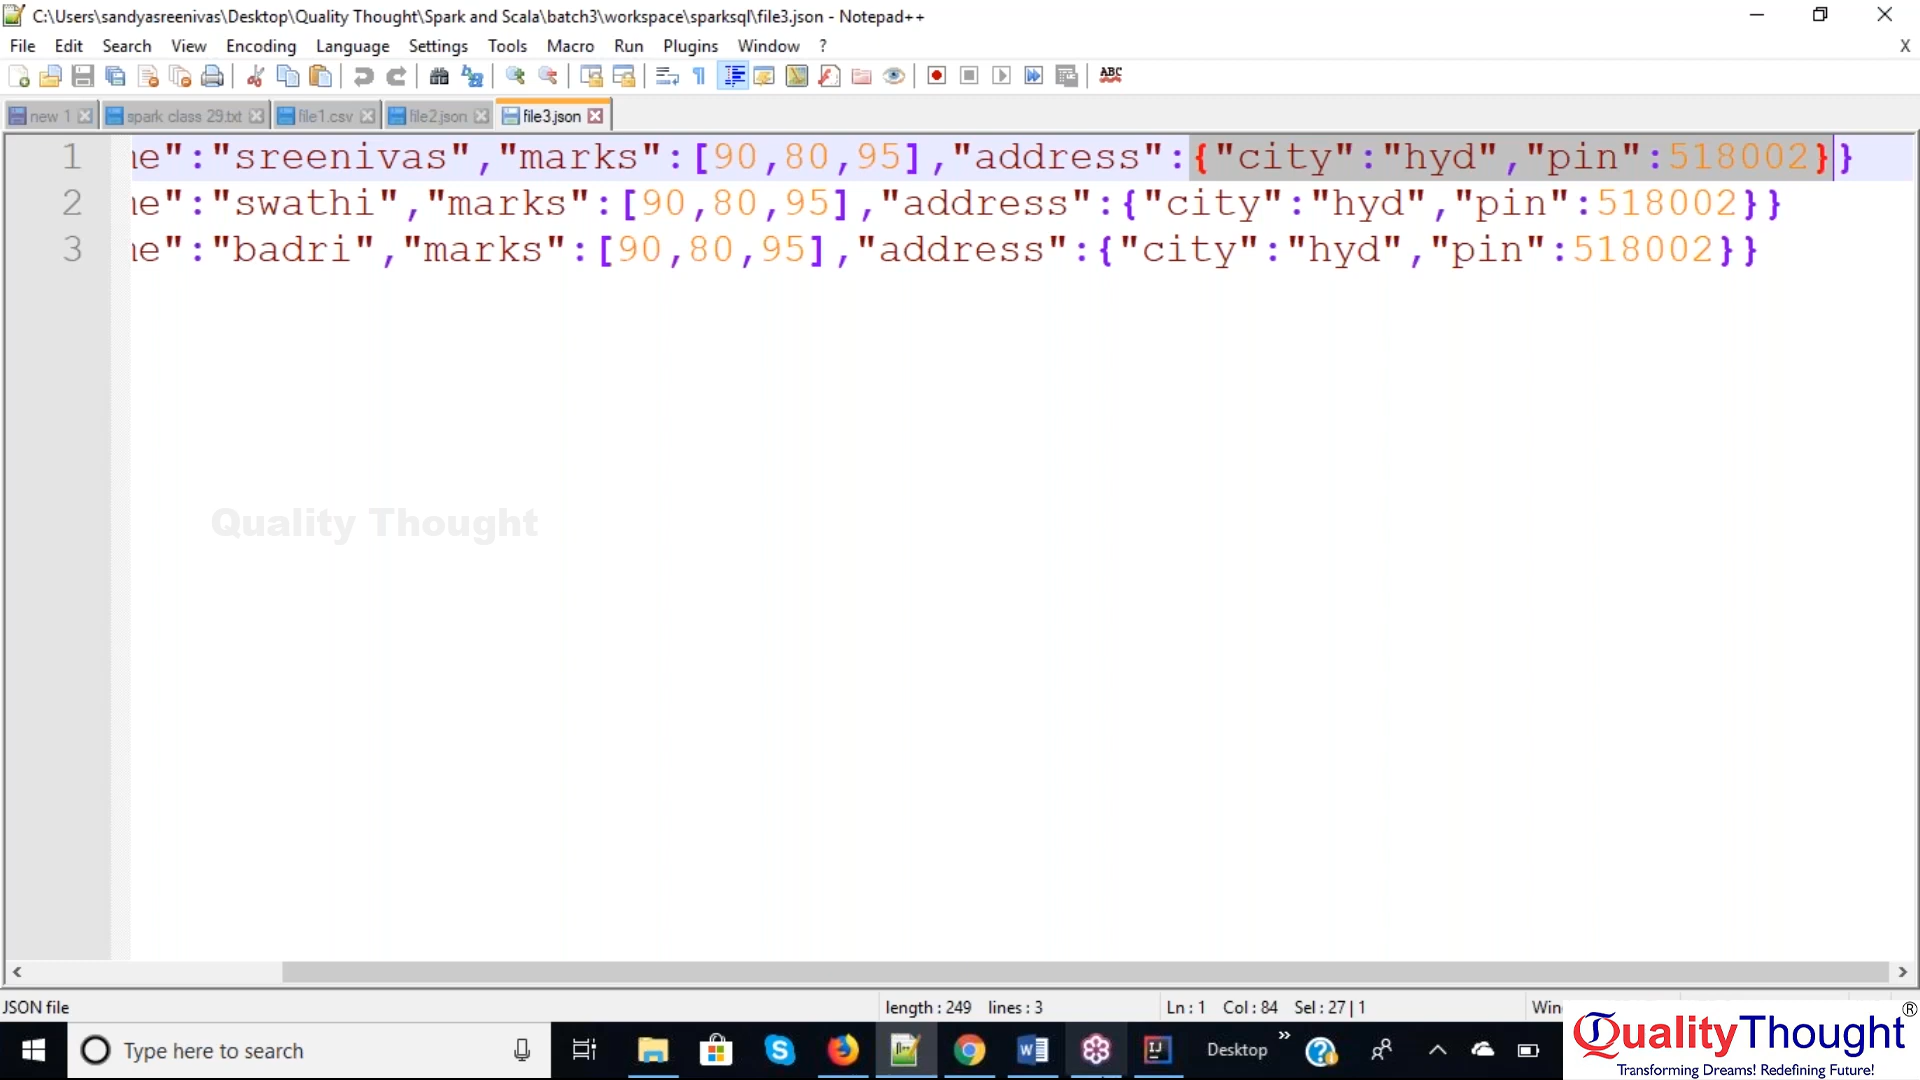 C:\Users\sandyasreenivas\Desktop\Quality Thought\Spark and Scala\batch3\workspace\sparksql\file3.json - Notepad++
File Edit Search View Encoding Language Settings Tools Macro Run Plugins Window ? X
ABC
new 1 spark class 29.txt file1.csv file2.json file3.json
1 ne":"sreenivas","marks":[90,80,95],"address":{"city":"hyd","pin":518002}}
2 ne":"swathi","marks":[90,80,95],"address":{"city":"hyd","pin":518002}}
3 ne":"badri","marks":[90,80,95],"address":{"city":"hyd","pin":518002}}
Quality Thought
JSON file length : 249 lines : 3 Ln : 1 Col : 84 Sel : 27 | 1 Win
Type here to search Desktop
QualityThought®
Transforming Dreams! Redefining Future!